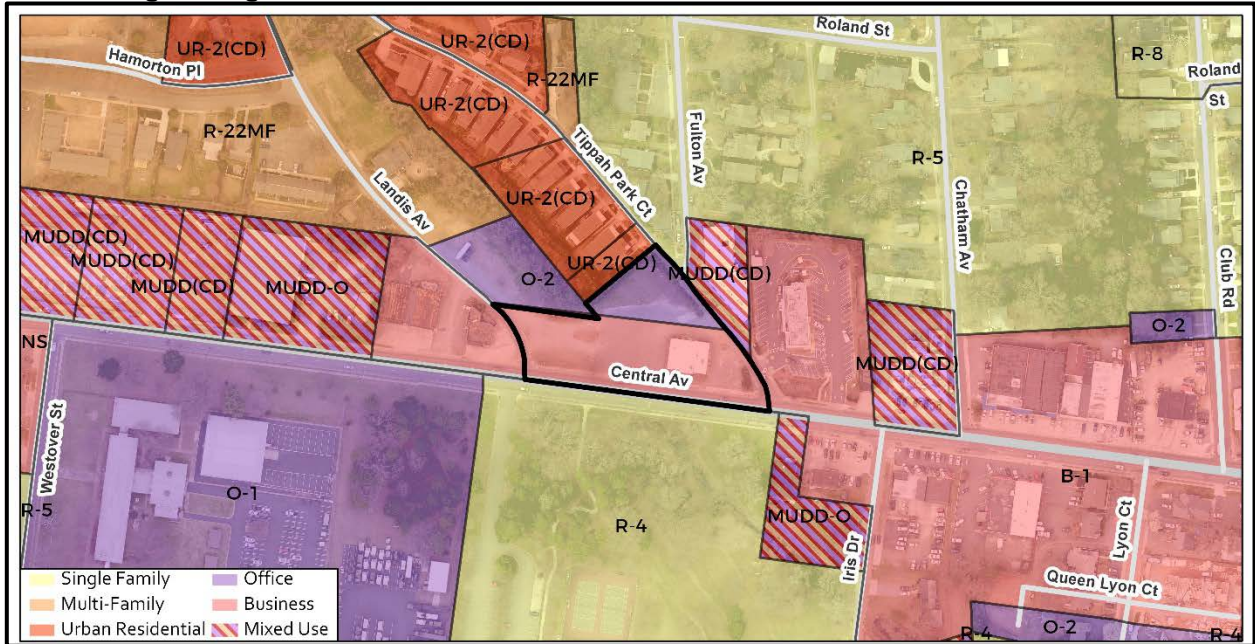 Roland St
UR-2(CD)
UR-2(CD)
R-8
Hamorton Pl
R-22MF
Roland
St
UR-2(CD)
Fulton Av
R-22MF
Tippah Park Ct
R-5
Landis Av
UR-2(CD)
Chatham Av
MUDD(CD)
MUDD(CD)
MUDD(CD)
MUDD-O
O-2
UR-2(CD)
MUDD(CD)
Club Rd
O-2
NS
MUDD(CD)
Central Av
Westover St
O-1
B-1
R-5
R-4
MUDD-O
Iris Dr
Lyon Ct
Queen Lyon Ct
O-2
R-4
R-4
Single Family
Office
Multi-Family
Business
Urban Residential
Mixed Use